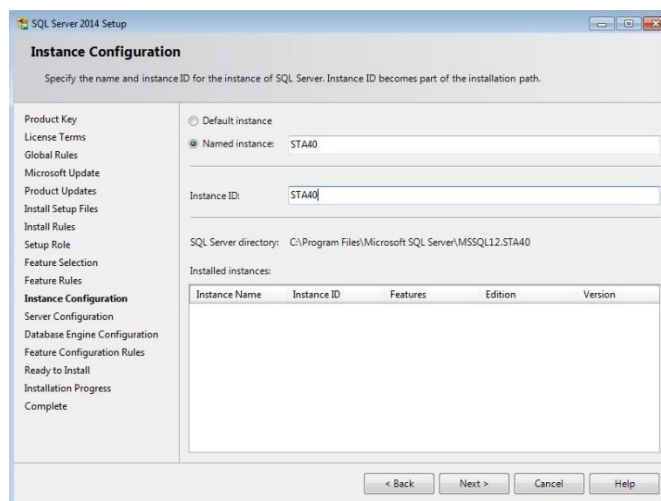 SQL Server 2014 Setup
Instance Configuration
Specify the name and instance ID for the instance of SQL Server. Instance ID becomes part of the installation path.
Product Key
License Terms
Global Rules
Microsoft Update
Product Updates
Install Setup Files
Install Rules
Setup Role
Feature Selection
Feature Rules
Instance Configuration
Server Configuration
Database Engine Configuration
Feature Configuration Rules
Ready to Install
Installation Progress
Complete
Default instance
Named instance: STA40
Instance ID: STA40
SQL Server directory: C:\Program Files\Microsoft SQL Server\MSSQL12.STA40
Installed instances:
Instance Name Instance ID Features Edition Version
< Back Next > Cancel Help